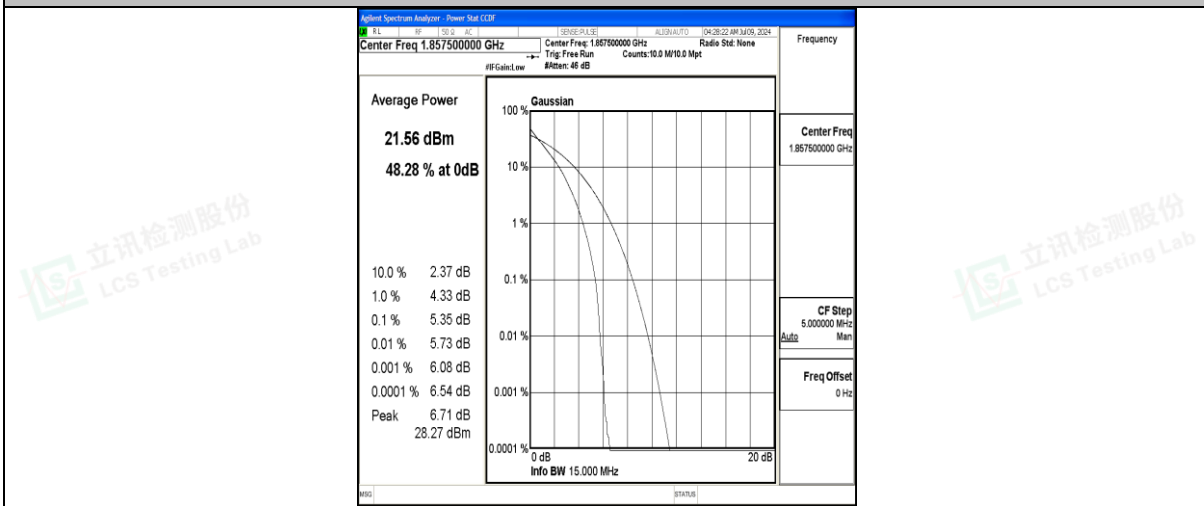 Agilent Spectrum Analyzer - Power Stat CCDF
RL RF 50 Ω AC SENSE:PULSE ALIGN AUTO 04:28:22 AM Jul 09, 2024
Center Freq 1.857500000 GHz
Center Freq: 1.857500000 GHz Radio Std: None
Trig: Free Run Counts:10.0 M/10.0 Mpt
#IFGain:Low #Atten: 46 dB
Frequency
Average Power
21.56 dBm
48.28 % at 0dB
10.0 % 2.37 dB
1.0 % 4.33 dB
0.1 % 5.35 dB
0.01 % 5.73 dB
0.001 % 6.08 dB
0.0001 % 6.54 dB
Peak 6.71 dB
28.27 dBm
Gaussian
100 %
10 %
1 %
0.1 %
0.01 %
0.001 %
0.0001 %
0 dB 20 dB
Info BW 15.000 MHz
Center Freq
1.857500000 GHz
CF Step
5.000000 MHz
Auto Man
Freq Offset
0 Hz
MSG STATUS
立讯检测股份
LCS Testing Lab
立讯检测股份
LCS Testing Lab